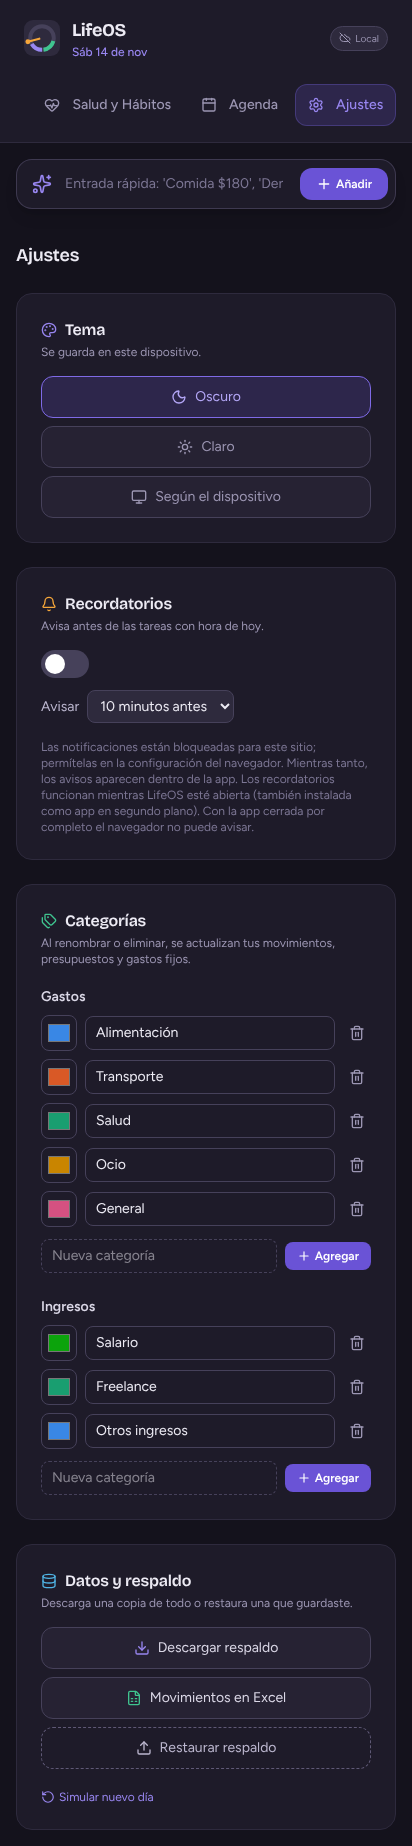 LifeOS
Sáb 14 de nov
Local
Salud y Hábitos
Agenda
Ajustes
Entrada rápida: 'Comida $180', 'Der
Añadir
Ajustes
Tema
Se guarda en este dispositivo.
Oscuro
Claro
Según el dispositivo
Recordatorios
Avisa antes de las tareas con hora de hoy.
Avisar
10 minutos antes
Las notificaciones están bloqueadas para este sitio;
permítelas en la configuración del navegador. Mientras tanto,
los avisos aparecen dentro de la app. Los recordatorios
funcionan mientras LifeOS esté abierta (también instalada
como app en segundo plano). Con la app cerrada por
completo el navegador no puede avisar.
Categorías
Al renombrar o eliminar, se actualizan tus movimientos,
presupuestos y gastos fijos.
Gastos
Alimentación
Transporte
Salud
Ocio
General
Nueva categoría
Agregar
Ingresos
Salario
Freelance
Otros ingresos
Nueva categoría
Agregar
Datos y respaldo
Descarga una copia de todo o restaura una que guardaste.
Descargar respaldo
Movimientos en Excel
Restaurar respaldo
Simular nuevo día